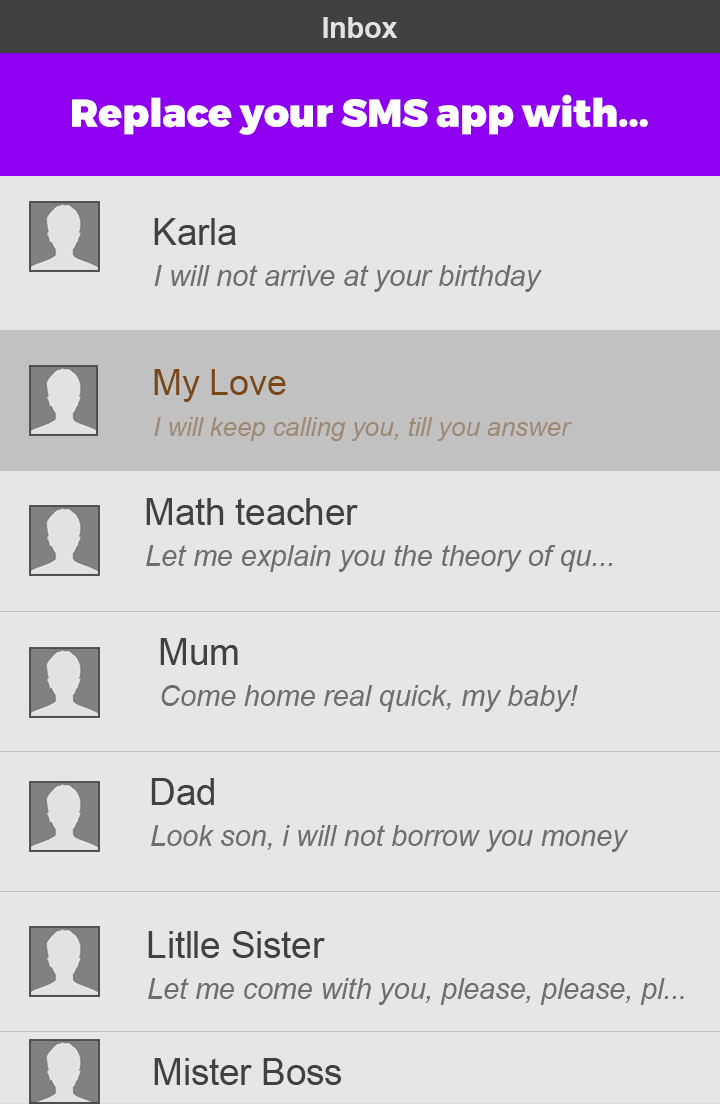 Inbox
Replace your SMS app with...
Karla
I will not arrive at your birthday
My Love
I will keep calling you, till you answer
Math teacher
Let me explain you the theory of qu...
Mum
Come home real quick, my baby!
Dad
Look son, i will not borrow you money
Litlle Sister
Let me come with you, please, please, pl...
Mister Boss